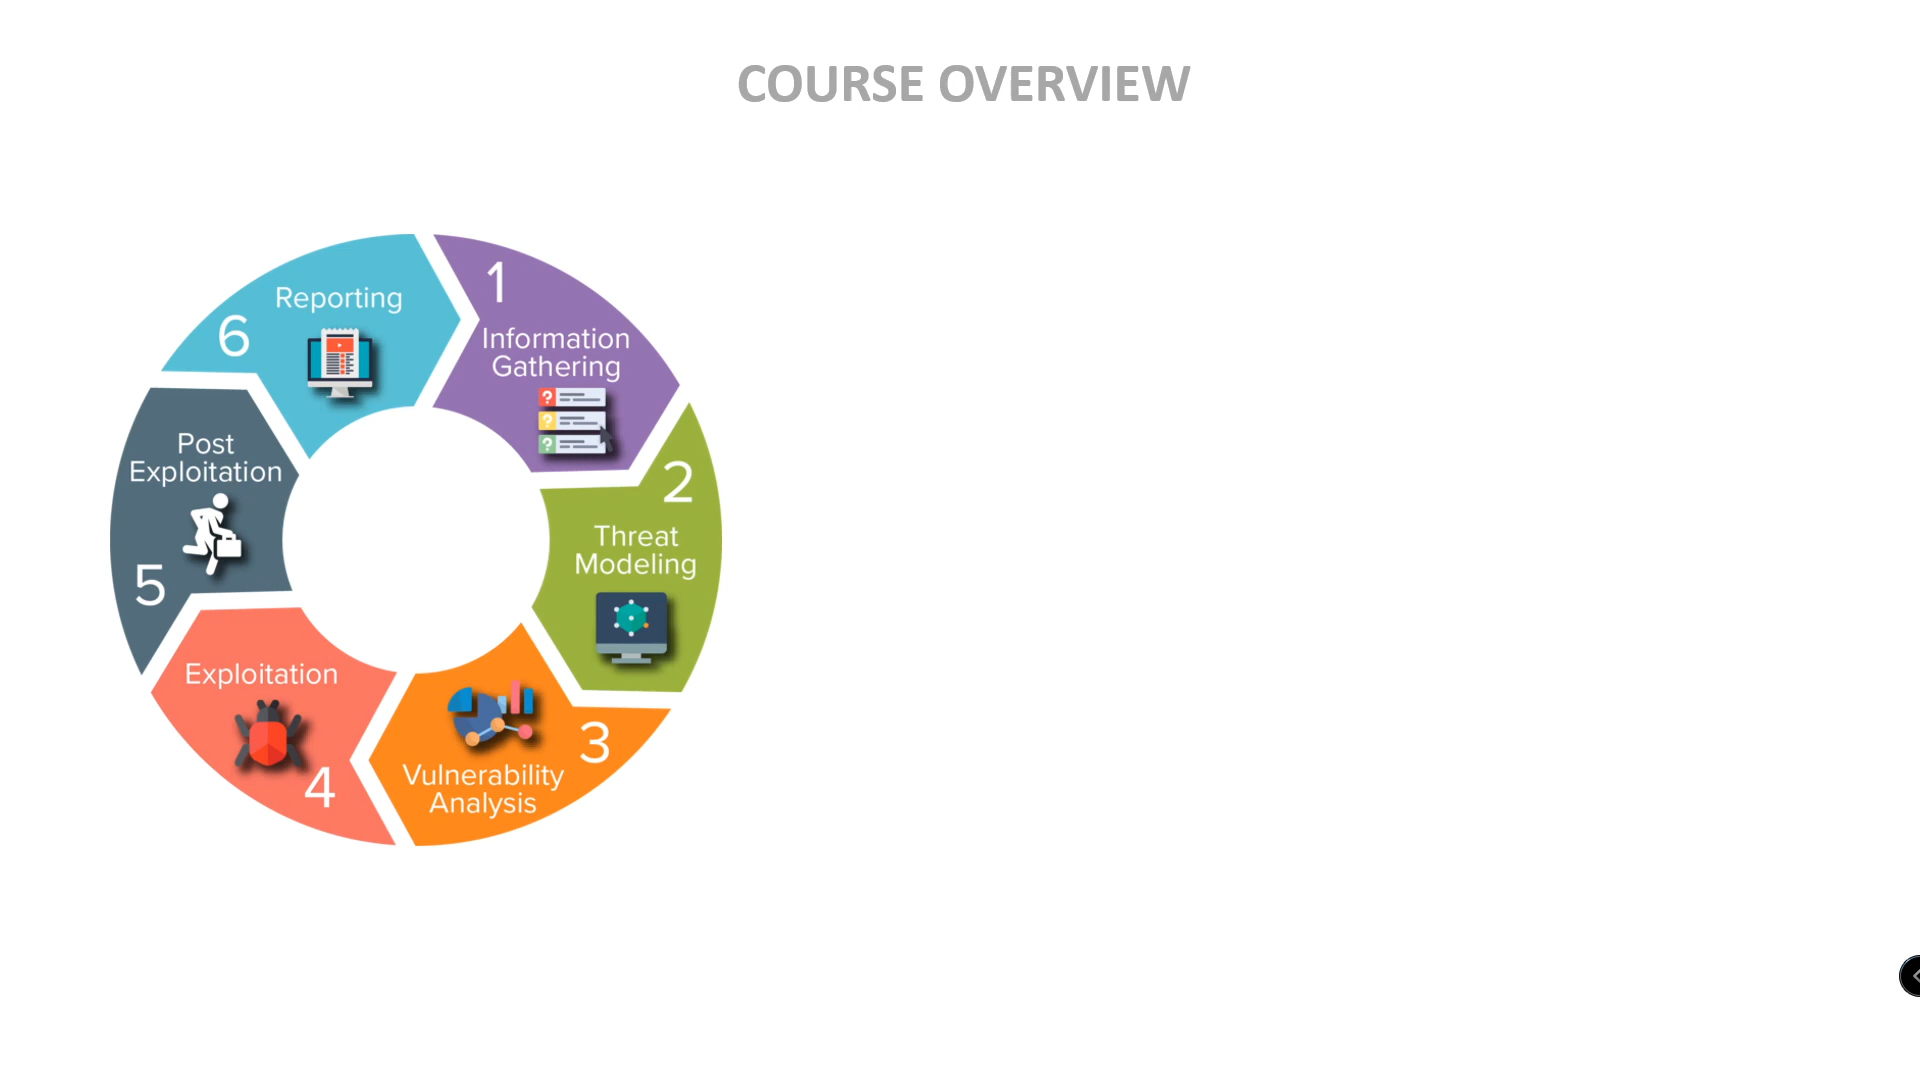 COURSE OVERVIEW
1
Information
Gathering
2
Threat
Modeling
3
Vulnerability
Analysis
Exploitation
4
Post
Exploitation
5
Reporting
6